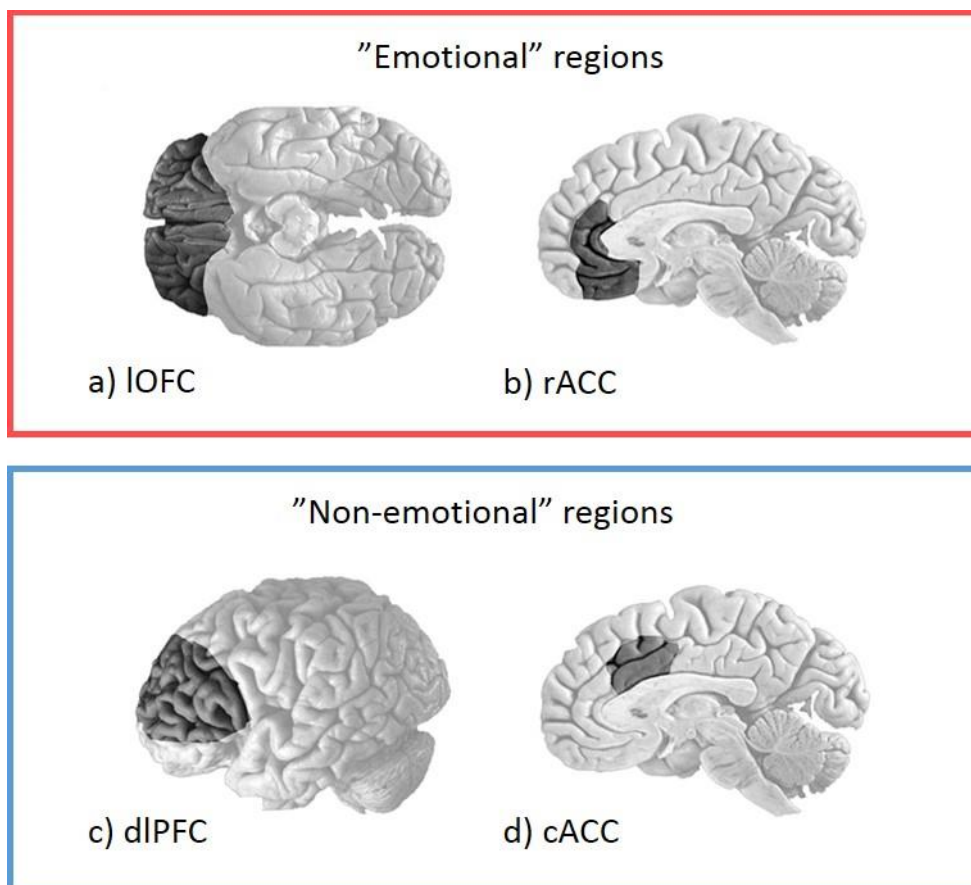 ”Emotional” regions
a) lOFC
b) rACC
”Non-emotional” regions
c) dlPFC
d) cACC